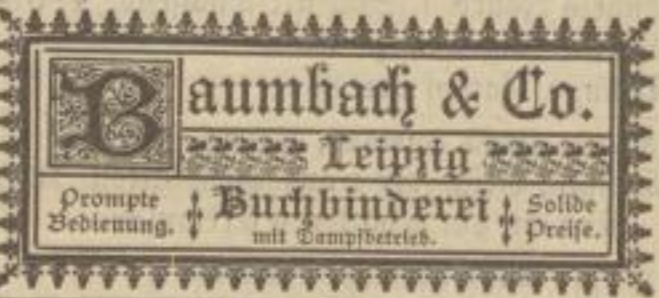 Baumbach & Co.
Leipzig
Prompte
Bedienung.
Buchbinderei
mit Dampfbetrieb.
Solide
Preise.